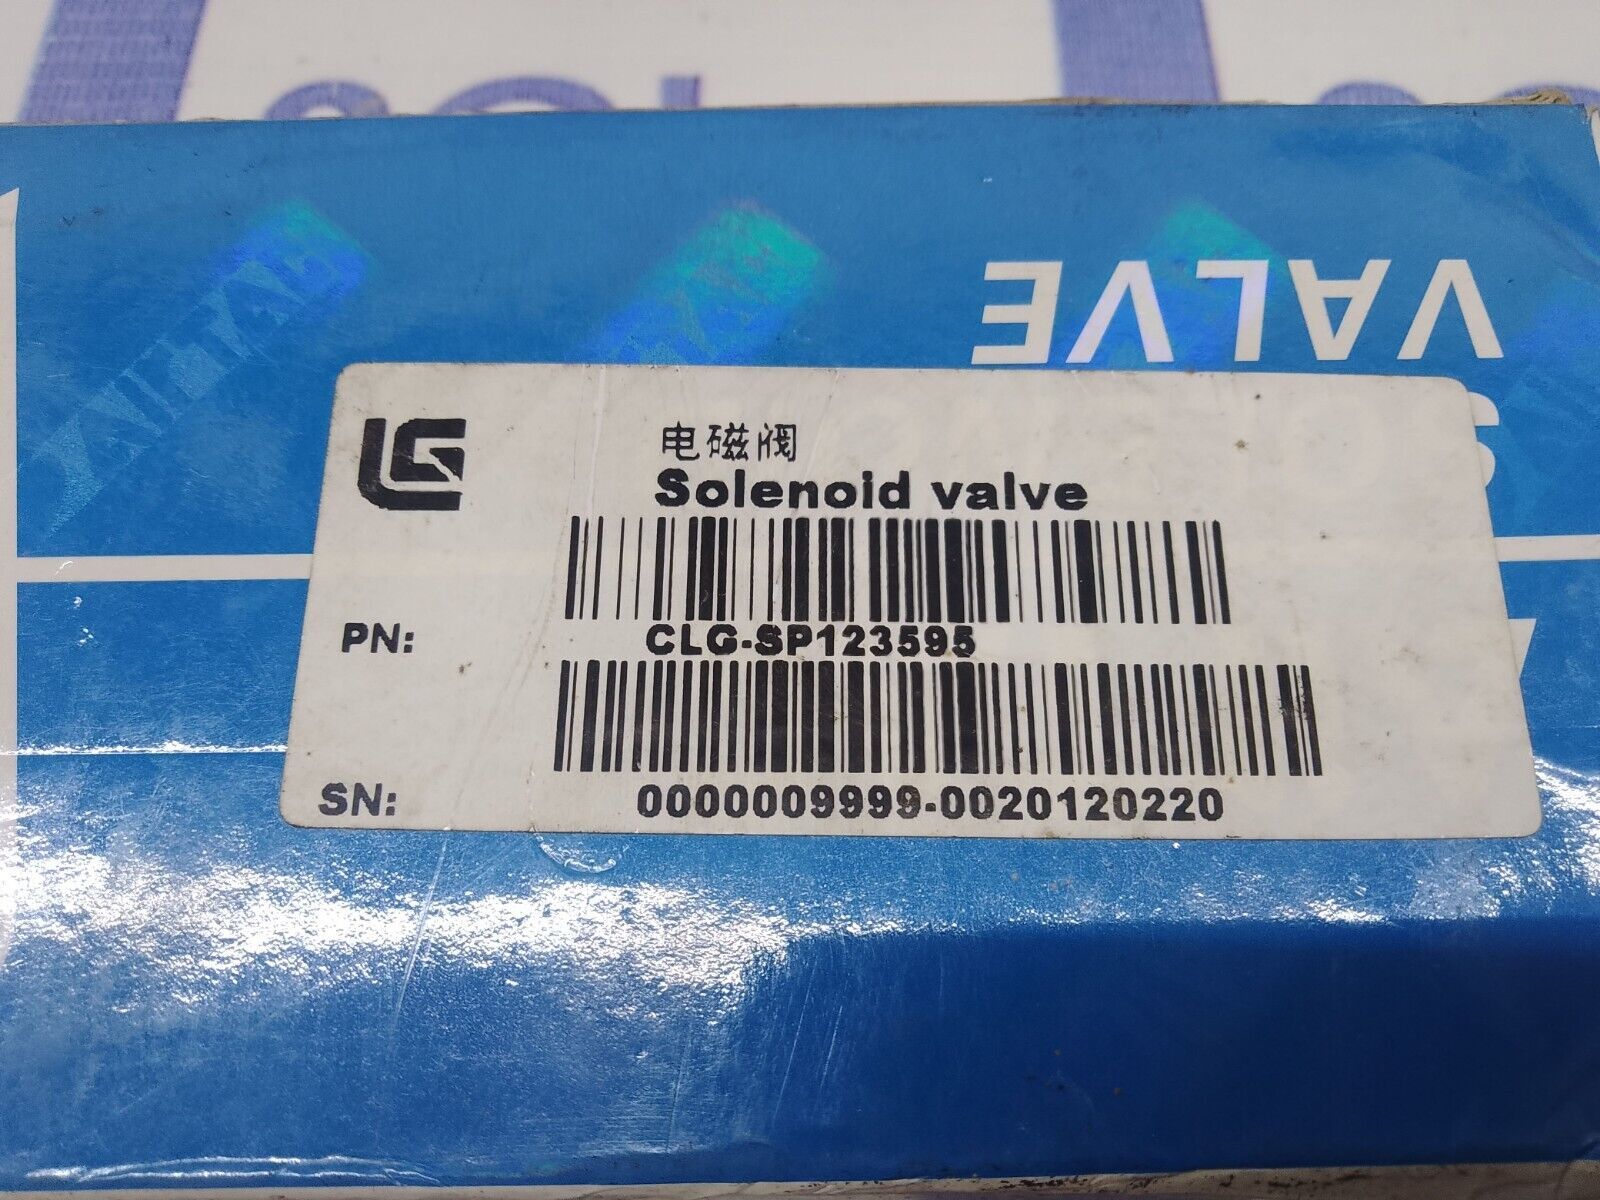 VALVE
电磁阀
Solenoid valve
PN: CLG-SP123595
SN: 0000009999-0020120220